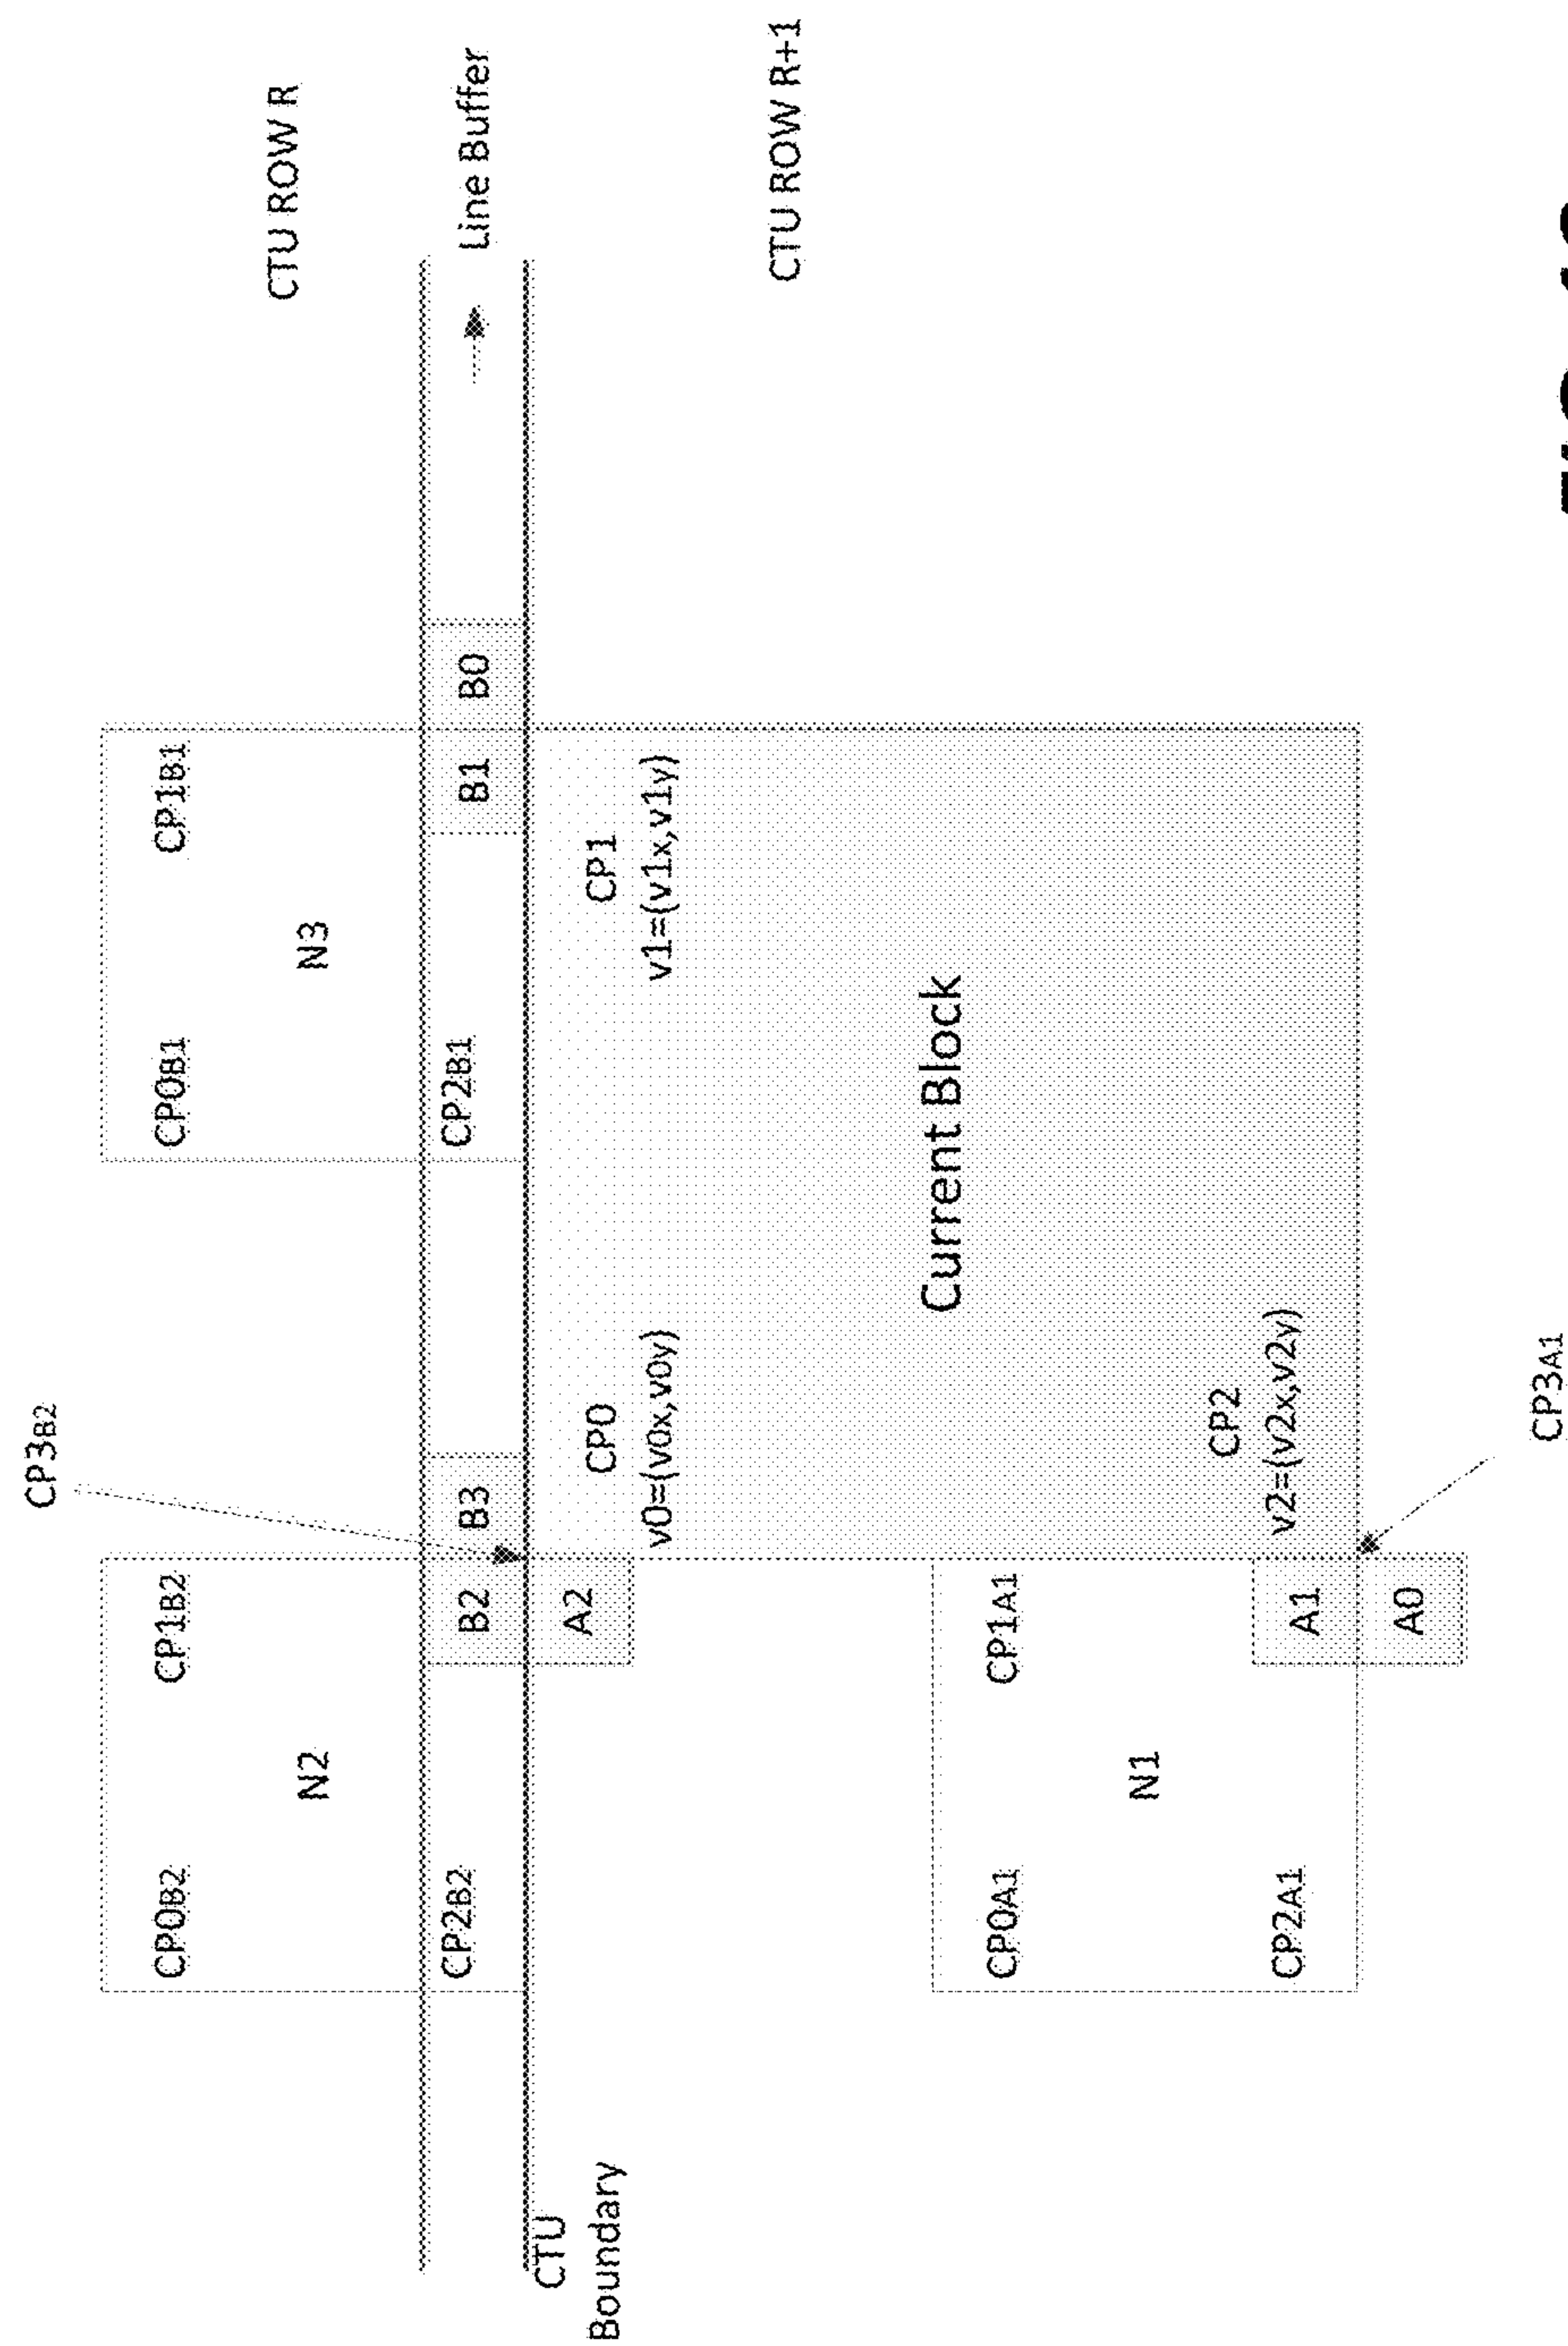 CP3B2
CTU ROW R
CP0B2
CP1B2
CP0B1
CP1B1
N2
N3
CP2B2
B2
B3
CP2B1
B1
B0
Line Buffer
CTU
Boundary
A2
CP0
v0=(v0x,v0y)
CP1
v1=(v1x,v1y)
CTU ROW R+1
Current Block
CP0A1
CP1A1
N1
CP2A1
A1
CP2
v2=(v2x,v2y)
A0
CP3A1